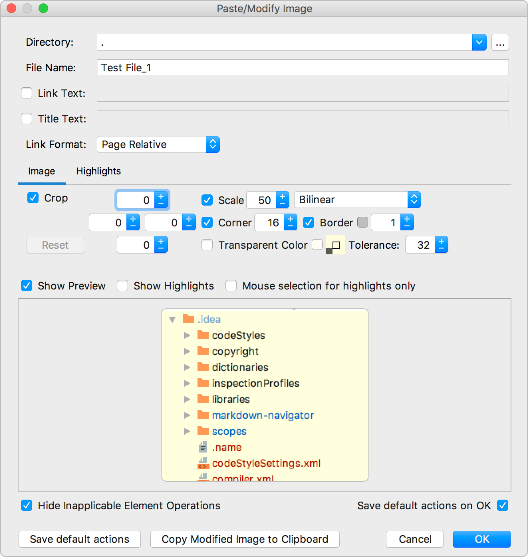 Paste/Modify Image
Directory: . ...
File Name: Test File_1
Link Text:
Title Text:
Link Format: Page Relative
Image Highlights
Crop 0 Scale 50 Bilinear
0 0 Corner 16 Border 1
Reset 0 Transparent Color Tolerance: 32
Show Preview Show Highlights Mouse selection for highlights only
.idea
codeStyles
copyright
dictionaries
inspectionProfiles
libraries
markdown-navigator
scopes
.name
codeStyleSettings.xml
compiler.xml
Hide Inapplicable Element Operations Save default actions on OK
Save default actions Copy Modified Image to Clipboard Cancel OK